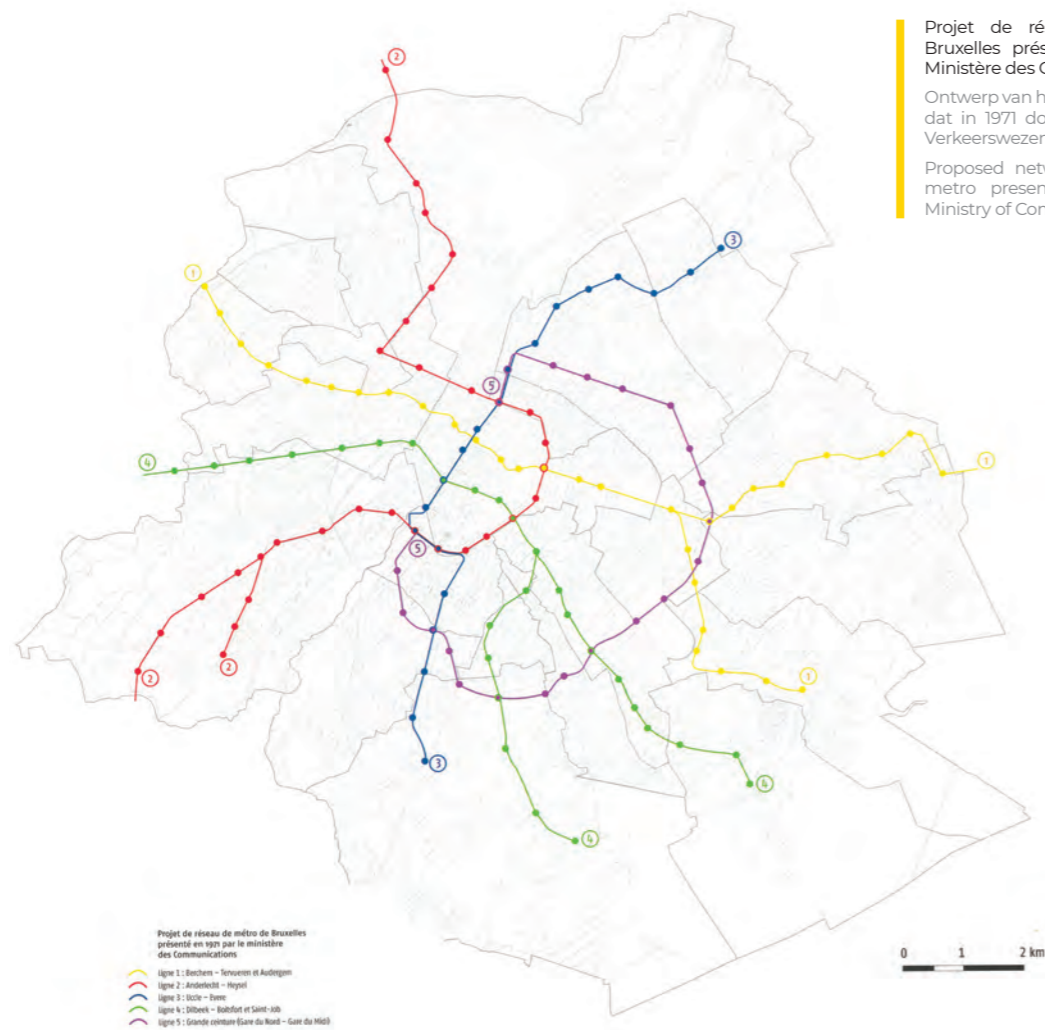 Projet de ré
Bruxelles prés
Ministère des C
Ontwerp van h
dat in 1971 do
Verkeerswezer
Proposed netv
metro presen
Ministry of Con
2
3
1
5
4
1
5
2
2
1
3
4
4
Projet de réseau de métro de Bruxelles
présenté en 1971 par le ministère
des Communications
Ligne 1 : Berchem – Tervueren et Auderghem
Ligne 2 : Anderlecht – Heysel
Ligne 3 : Uccle – Evere
Ligne 4 : Dilbeek – Boitsfort et Saint-Job
Ligne 5 : Grande ceinture (Gare du Nord – Gare du Midi)
0 1 2 km